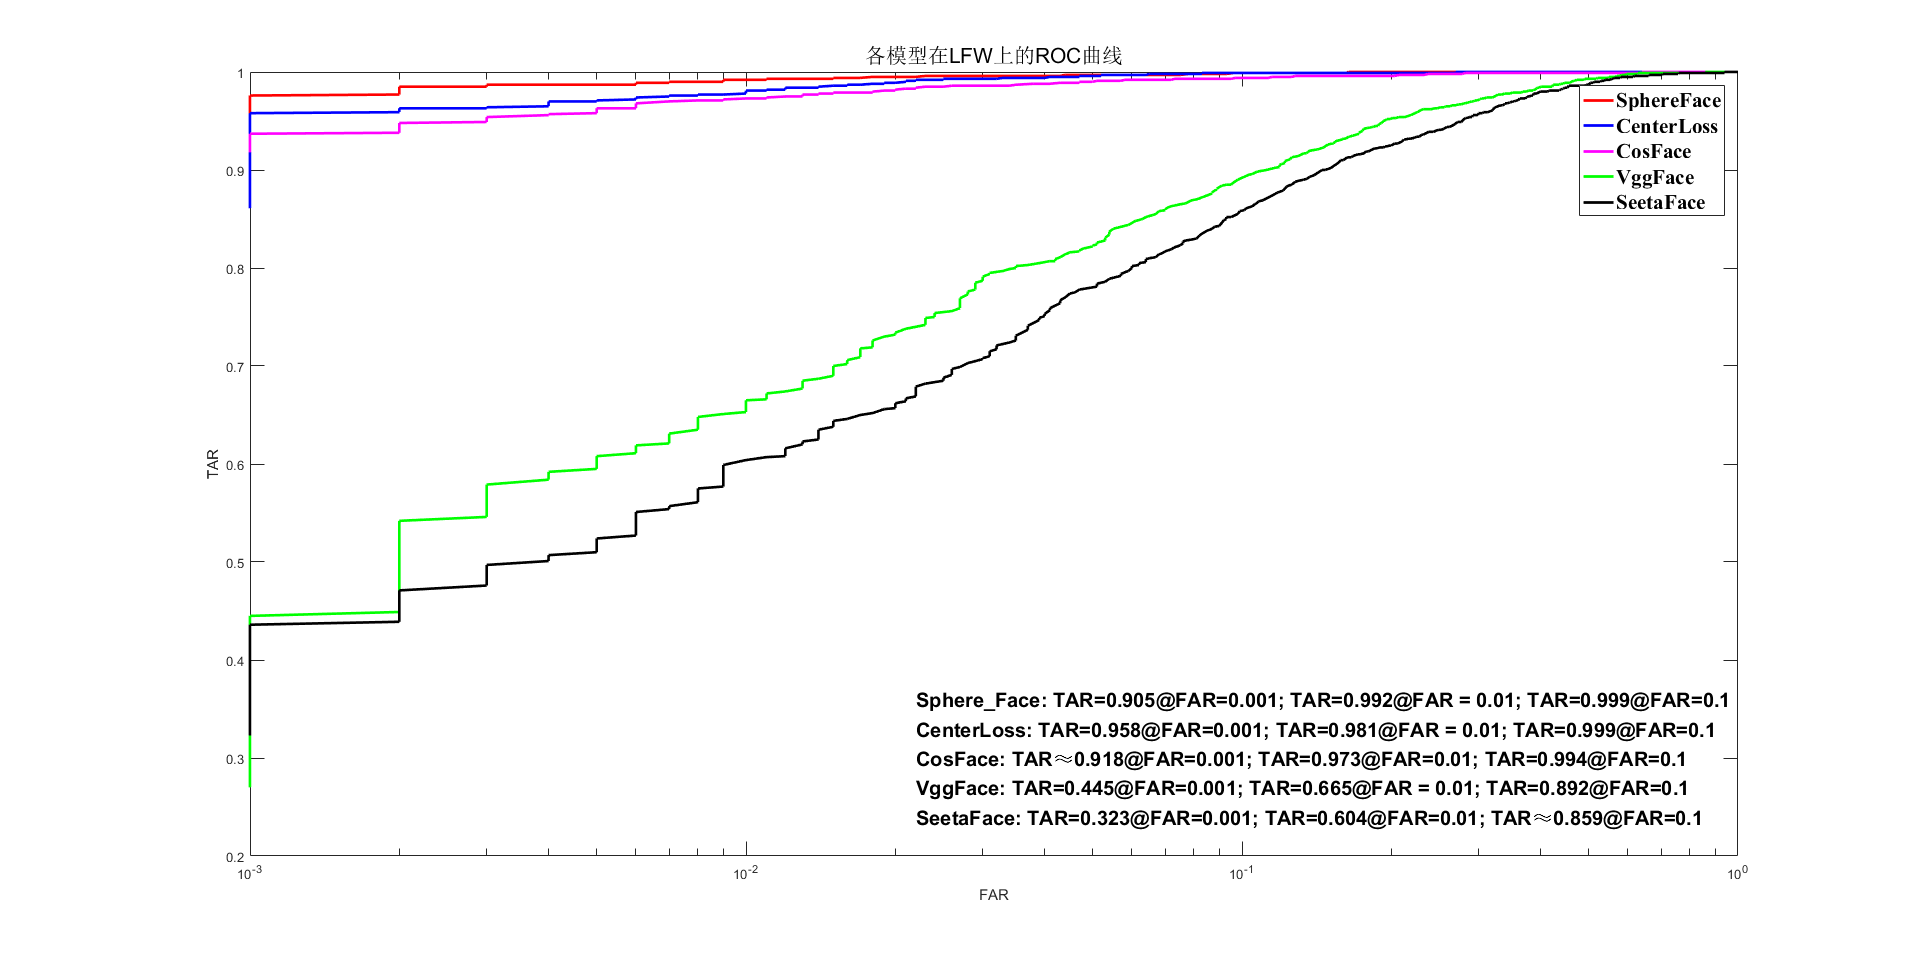 各模型在LFW上的ROC曲线
1
0.9
0.8
0.7
0.6
0.5
0.4
0.3
0.2
TAR
SphereFace
CenterLoss
CosFace
VggFace
SeetaFace
Sphere_Face: TAR=0.905@FAR=0.001; TAR=0.992@FAR = 0.01; TAR=0.999@FAR=0.1
CenterLoss: TAR=0.958@FAR=0.001; TAR=0.981@FAR = 0.01; TAR=0.999@FAR=0.1
CosFace: TAR≈0.918@FAR=0.001; TAR=0.973@FAR=0.01; TAR=0.994@FAR=0.1
VggFace: TAR=0.445@FAR=0.001; TAR=0.665@FAR = 0.01; TAR=0.892@FAR=0.1
SeetaFace: TAR=0.323@FAR=0.001; TAR=0.604@FAR=0.01; TAR≈0.859@FAR=0.1
10⁻³ 10⁻² 10⁻¹ 10⁰
FAR